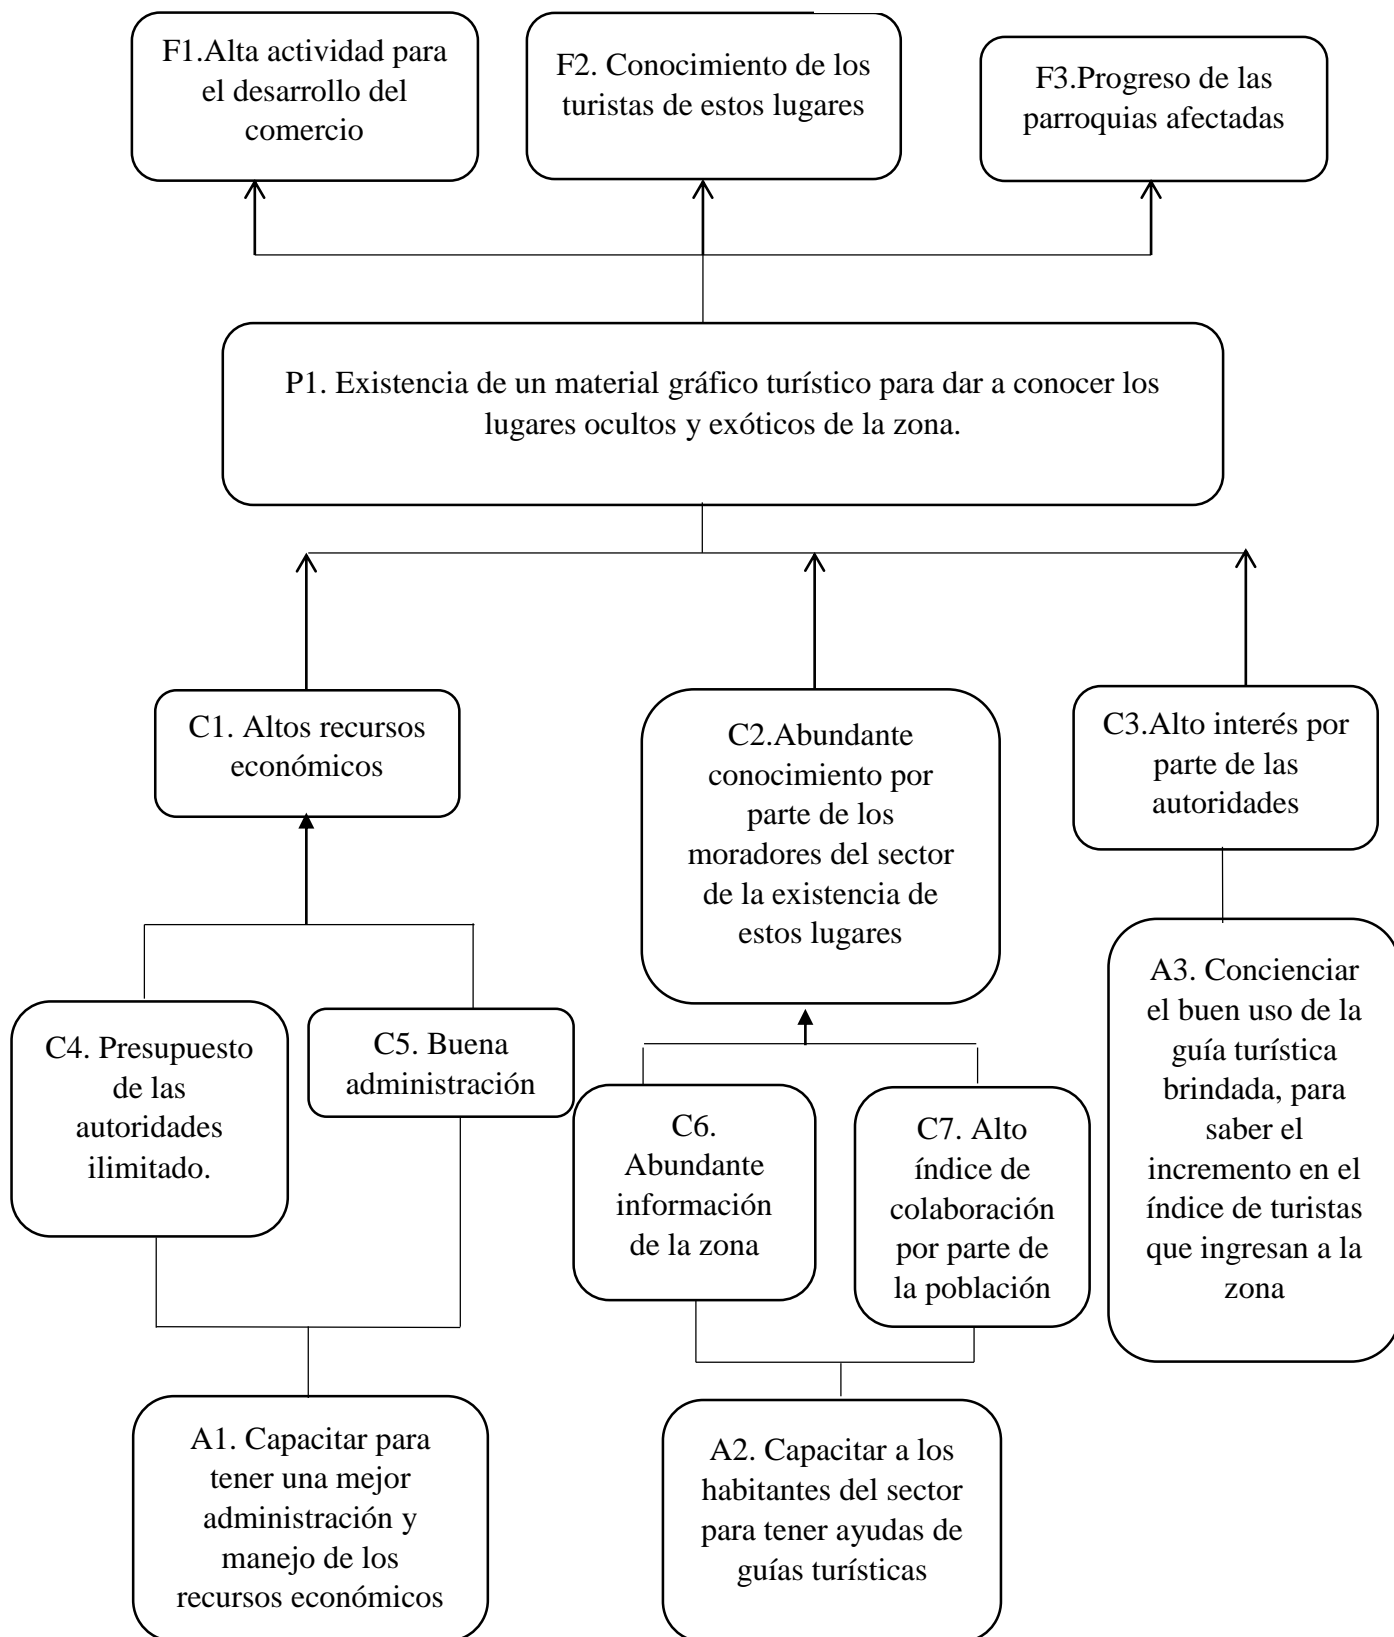 F1.Alta actividad para
el desarrollo del
comercio
F2. Conocimiento de los
turistas de estos lugares
F3.Progreso de las
parroquias afectadas
P1. Existencia de un material gráfico turístico para dar a conocer los
lugares ocultos y exóticos de la zona.
C1. Altos recursos
económicos
C2.Abundante
conocimiento por
parte de los
moradores del sector
de la existencia de
estos lugares
C3.Alto interés por
parte de las
autoridades
C4. Presupuesto
de las
autoridades
ilimitado.
C5. Buena
administración
C6.
Abundante
información
de la zona
C7. Alto
índice de
colaboración
por parte de
la población
A3. Concienciar
el buen uso de la
guía turística
brindada, para
saber el
incremento en el
índice de turistas
que ingresan a la
zona
A1. Capacitar para
tener una mejor
administración y
manejo de los
recursos económicos
A2. Capacitar a los
habitantes del sector
para tener ayudas de
guías turísticas